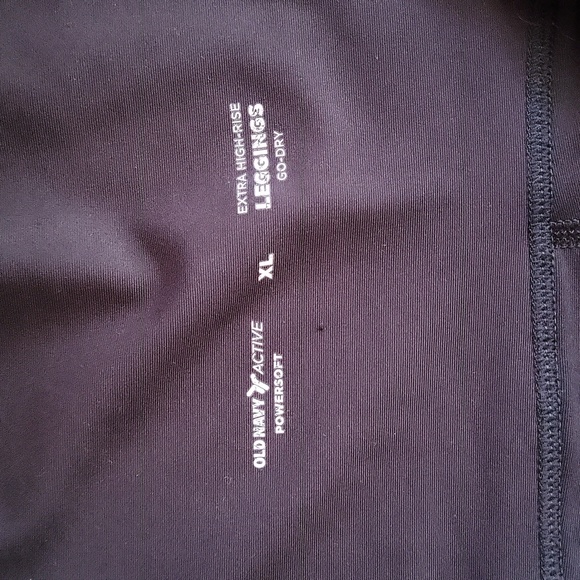 OLD NAVY ACTIVE
POWERSOFT
XL
EXTRA HIGH-RISE
LEGGINGS
GO-DRY